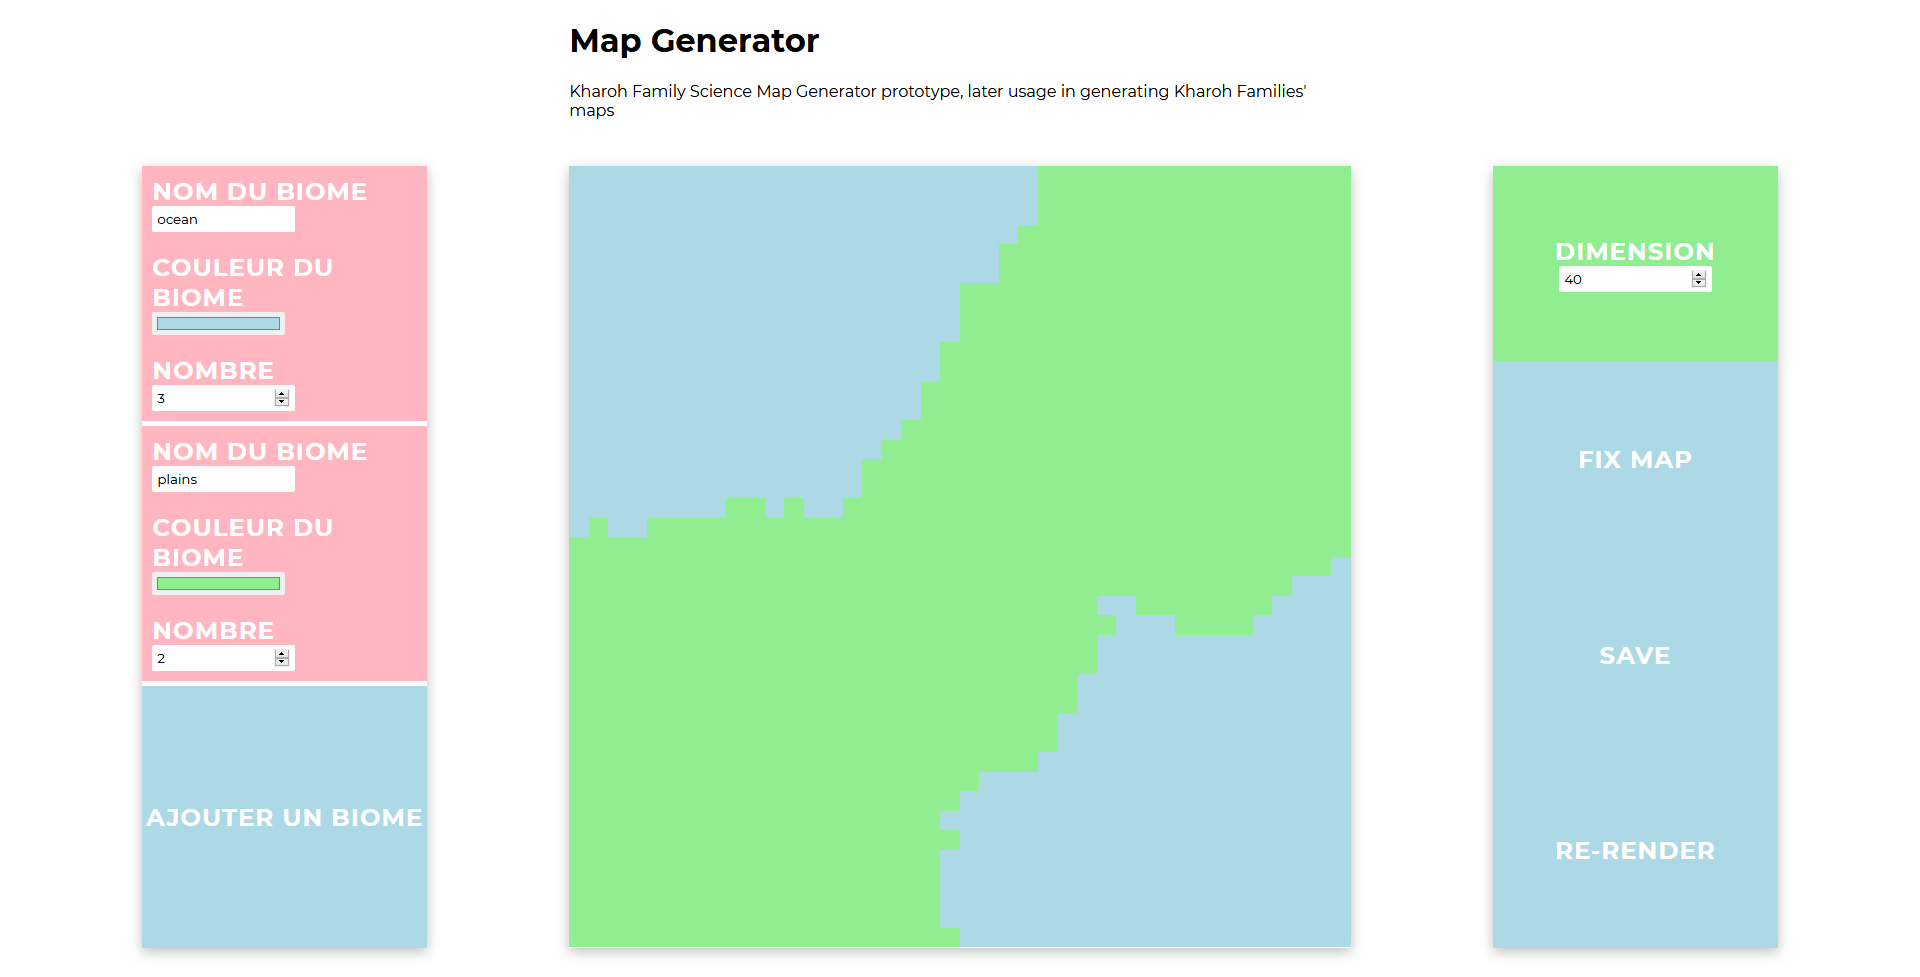 Map Generator
Kharoh Family Science Map Generator prototype, later usage in generating Kharoh Families'
maps
NOM DU BIOME
ocean
COULEUR DU
BIOME
NOMBRE
3
NOM DU BIOME
plains
COULEUR DU
BIOME
NOMBRE
2
AJOUTER UN BIOME
DIMENSION
40
FIX MAP
SAVE
RE-RENDER